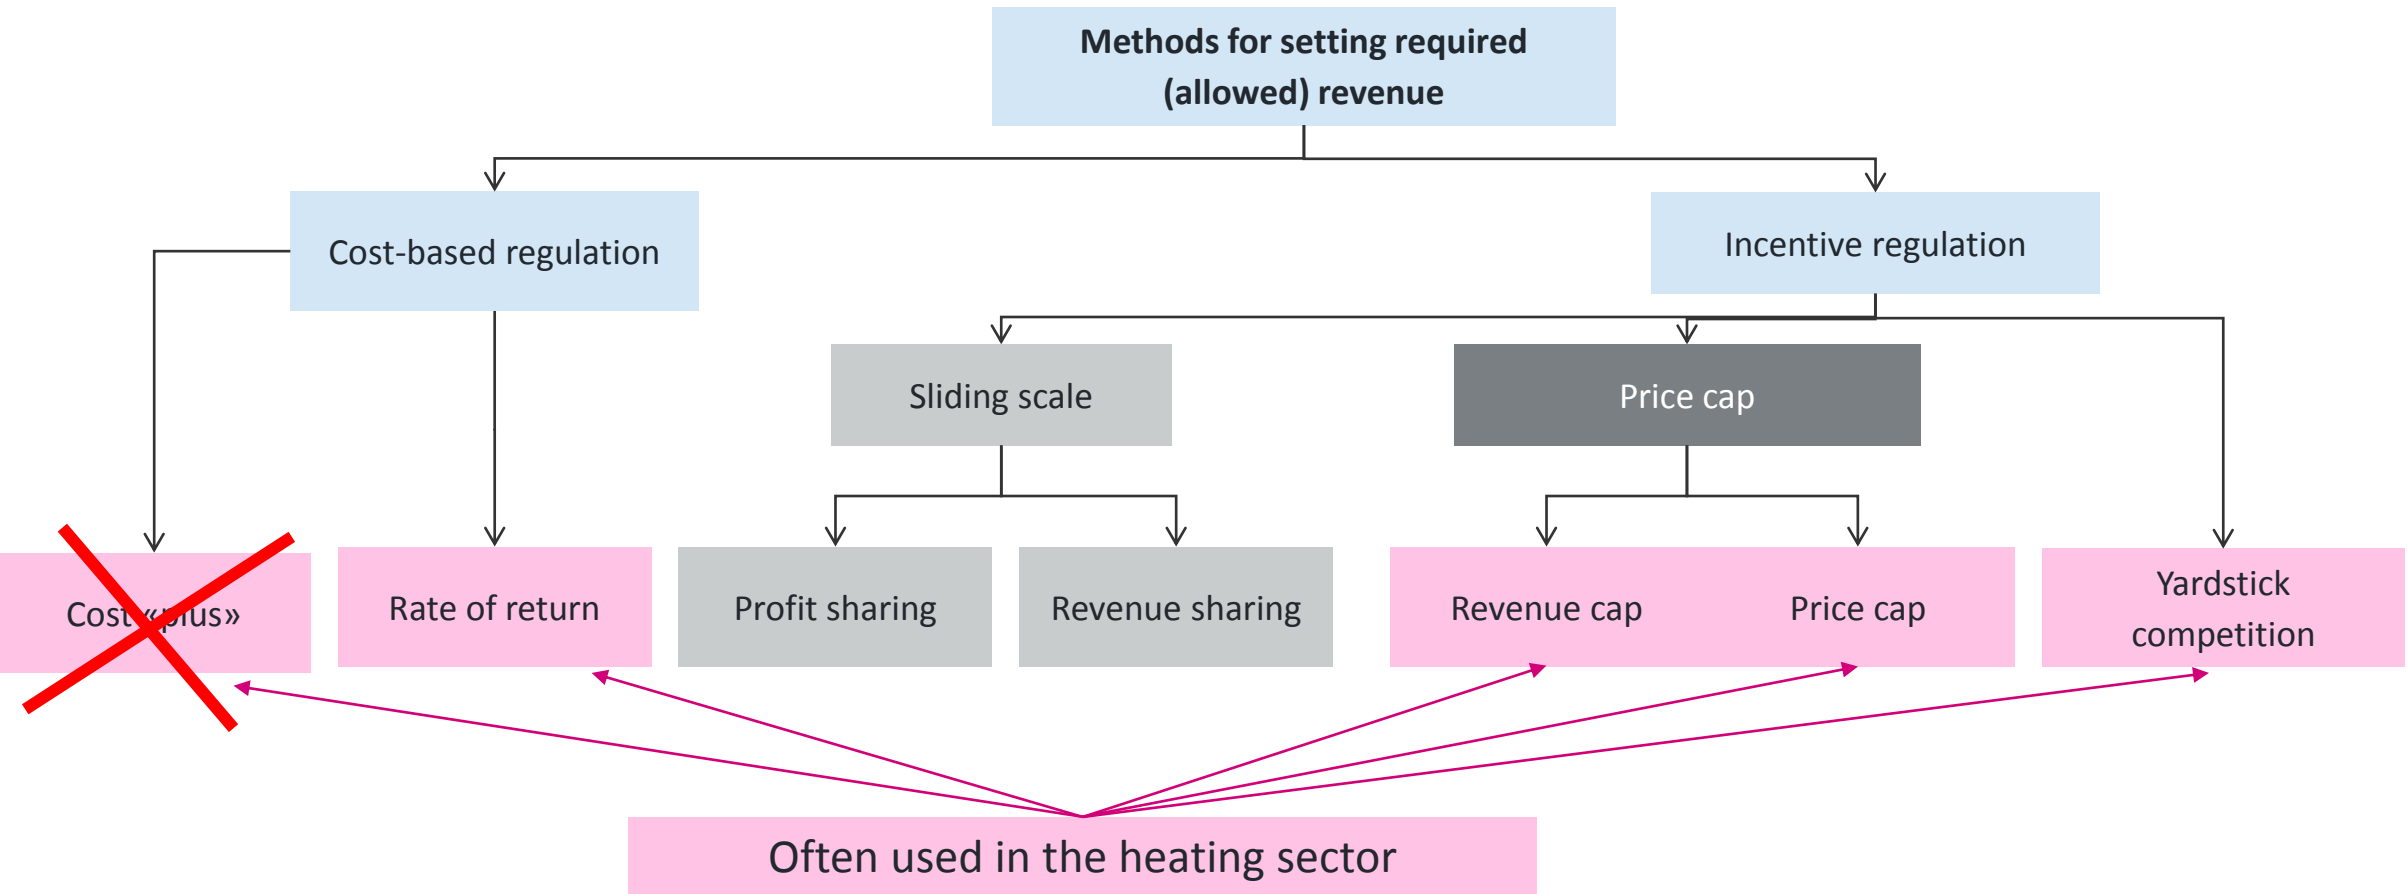 Methods for setting required
(allowed) revenue
Cost-based regulation
Incentive regulation
Sliding scale
Price cap
Cost «plus»
Rate of return
Profit sharing
Revenue sharing
Revenue cap
Price cap
Yardstick
competition
Often used in the heating sector